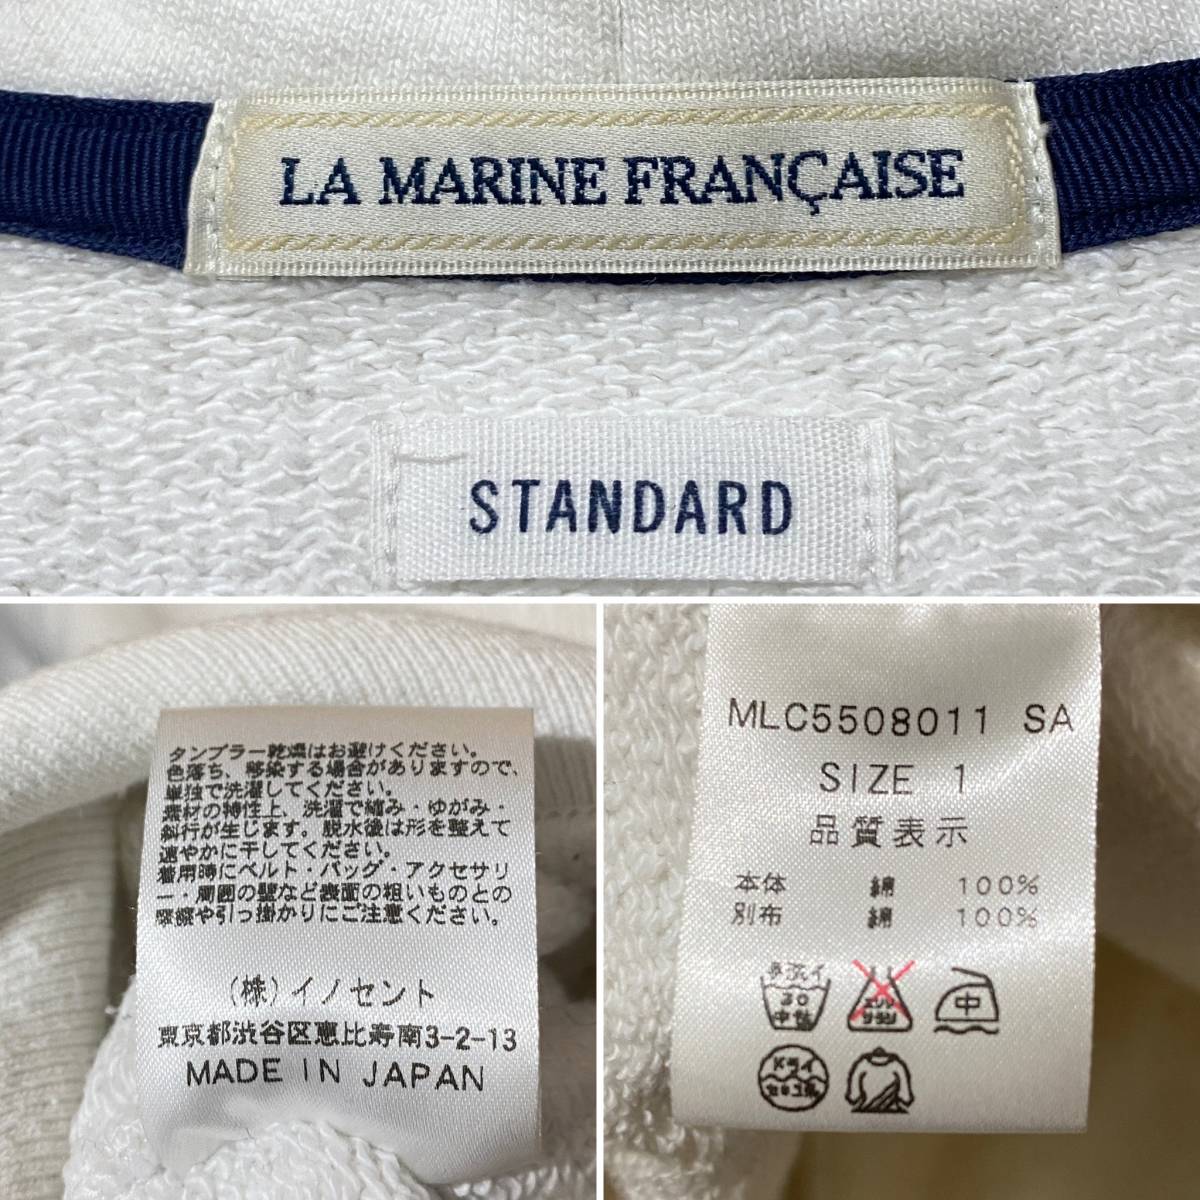 LA MARINE FRANÇAISE
STANDARD
タンブラー乾燥はお避けください。
色落ち、移染する場合がありますので、
単独で洗濯してください。
素材の特性上、洗濯で縮み・ゆがみ・
斜行が生じます。脱水後は形を整えて
速やかに干してください。
着用時にベルト・バッグ・アクセサリ
ー・周囲の壁など表面の粗いものとの
摩擦や引っ掛かりにご注意ください。
(株)イノセント
東京都渋谷区恵比寿南3-2-13
MADE IN JAPAN
MLC5508011 SA
SIZE 1
品質表示
本体 綿 100%
別布 綿 100%
30
中性
中
ドライ